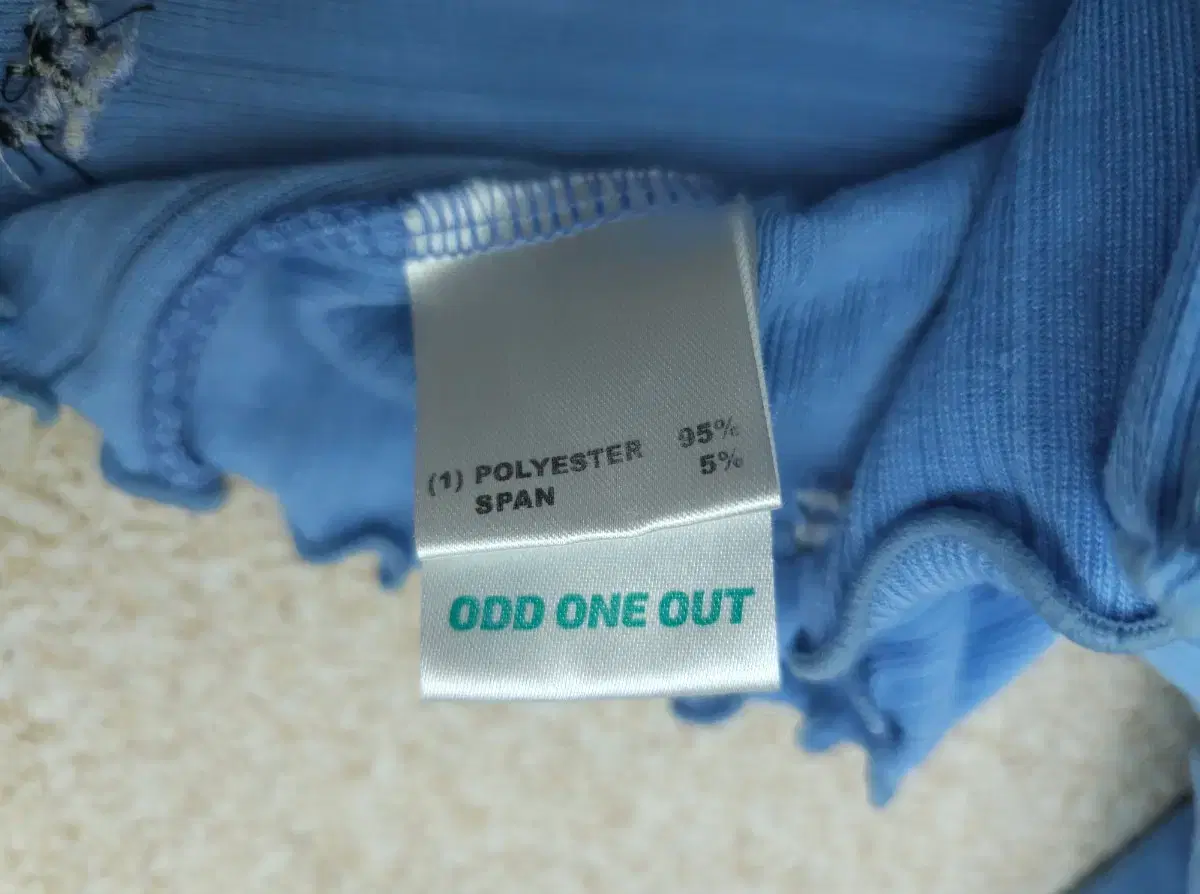 (1) POLYESTER 95%
SPAN 5%
ODD ONE OUT